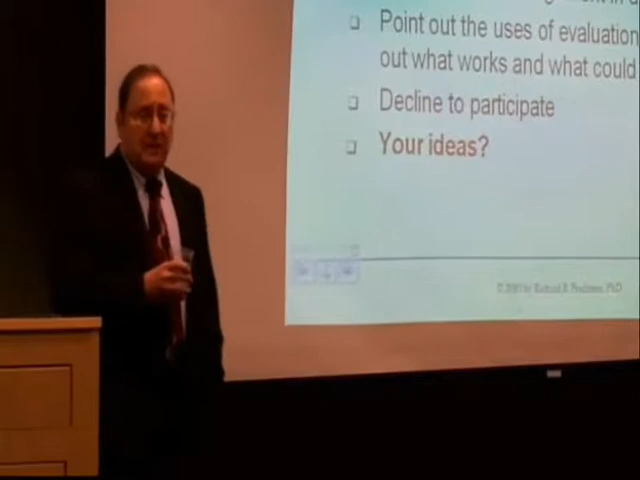 Point out the uses of evaluation
out what works and what could
Decline to participate
Your ideas?